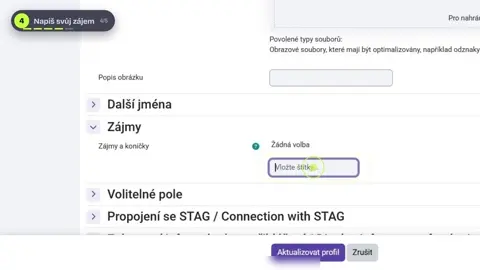 4 Napiš svůj zájem 4/5
Pro nahrá
Povolené typy souborů:
Obrazové soubory, které mají být optimalizovány, například odznaky
Popis obrázku
Další jména
Zájmy
Zájmy a koníčky
Žádná volba
Vložte štítky
Volitelné pole
Propojení se STAG / Connection with STAG
Aktualizovat profil
Zrušit